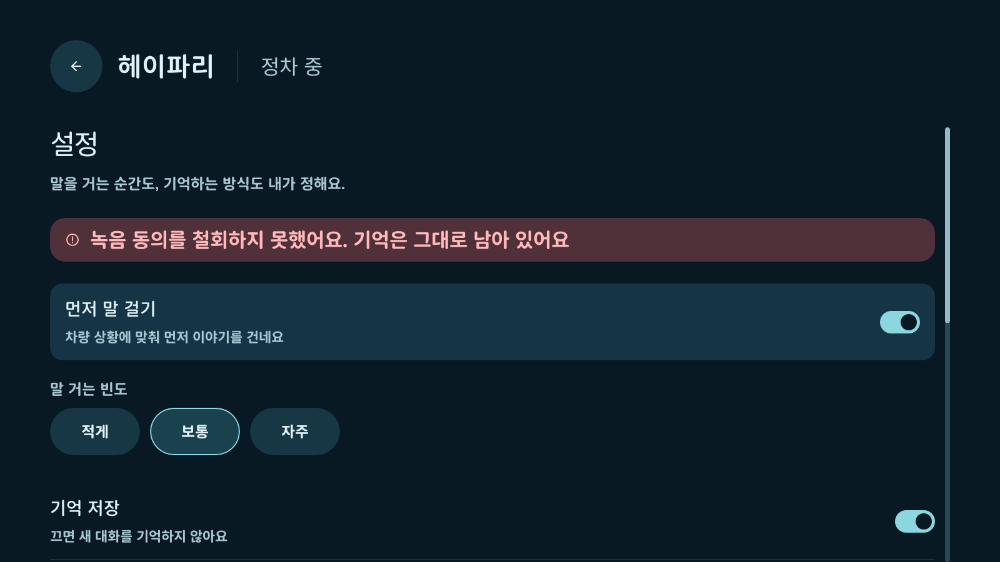 헤이파리
정차 중
설정
말을 거는 순간도, 기억하는 방식도 내가 정해요.
녹음 동의를 철회하지 못했어요. 기억은 그대로 남아 있어요
먼저 말 걸기
차량 상황에 맞춰 먼저 이야기를 건네요
말 거는 빈도
적게
보통
자주
기억 저장
끄면 새 대화를 기억하지 않아요